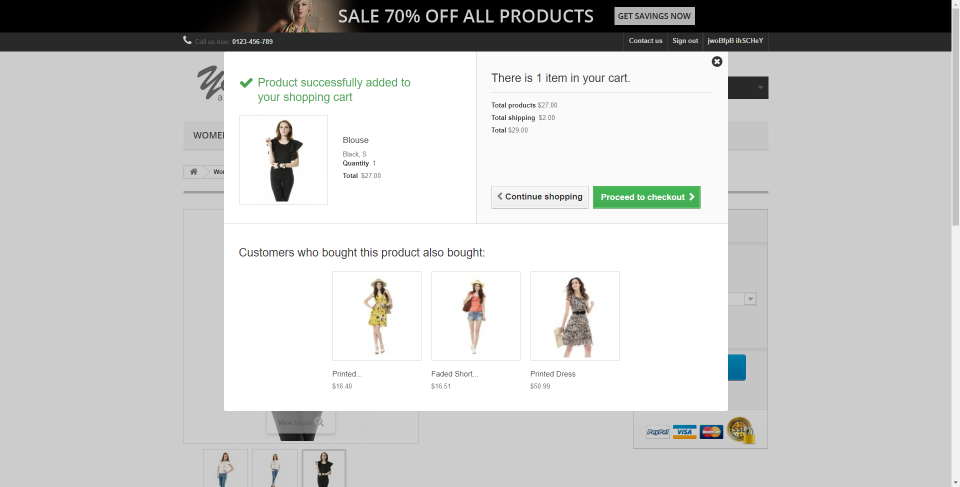 SALE 70% OFF ALL PRODUCTS
GET SAVINGS NOW
Call us now: 0123-456-789
Contact us
Sign out
jwoBfpB ihSCHeY
Product successfully added to
your shopping cart
Blouse
Black, S
Quantity 1
Total $27.00
There is 1 item in your cart.
Total products $27.00
Total shipping $2.00
Total $29.00
Continue shopping
Proceed to checkout
Customers who bought this product also bought:
Printed...
$16.40
Faded Short...
$16.51
Printed Dress
$50.99
View larger
PayPal
VISA
MasterCard